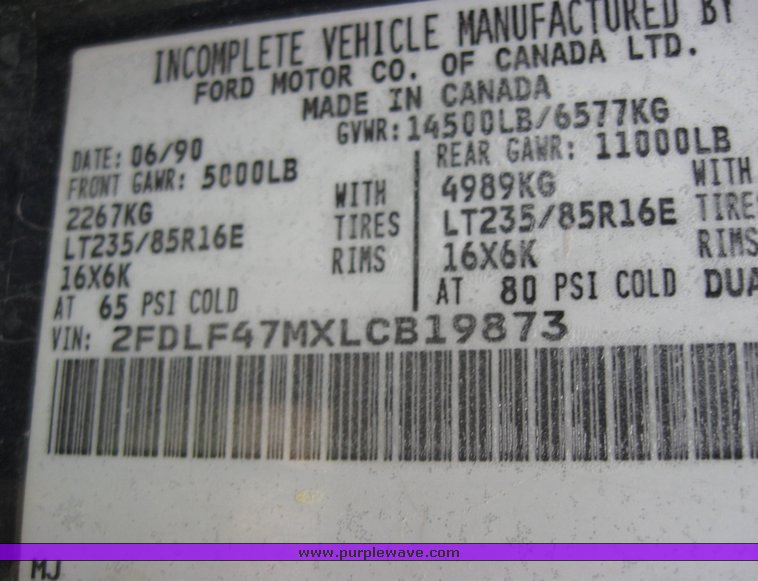 INCOMPLETE VEHICLE MANUFACTURED BY
FORD MOTOR CO. OF CANADA LTD.
MADE IN CANADA
GVWR: 14500LB/6577KG
DATE: 06/90
FRONT GAWR: 5000LB
2267KG WITH
LT235/85R16E TIRES
16X6K RIMS
AT 65 PSI COLD
REAR GAWR: 11000LB
4989KG WITH
LT235/85R16E TIRES
16X6K RIMS
AT 80 PSI COLD DUA
VIN: 2FDLF47MXLCB19873
www.purplewave.com
MJ